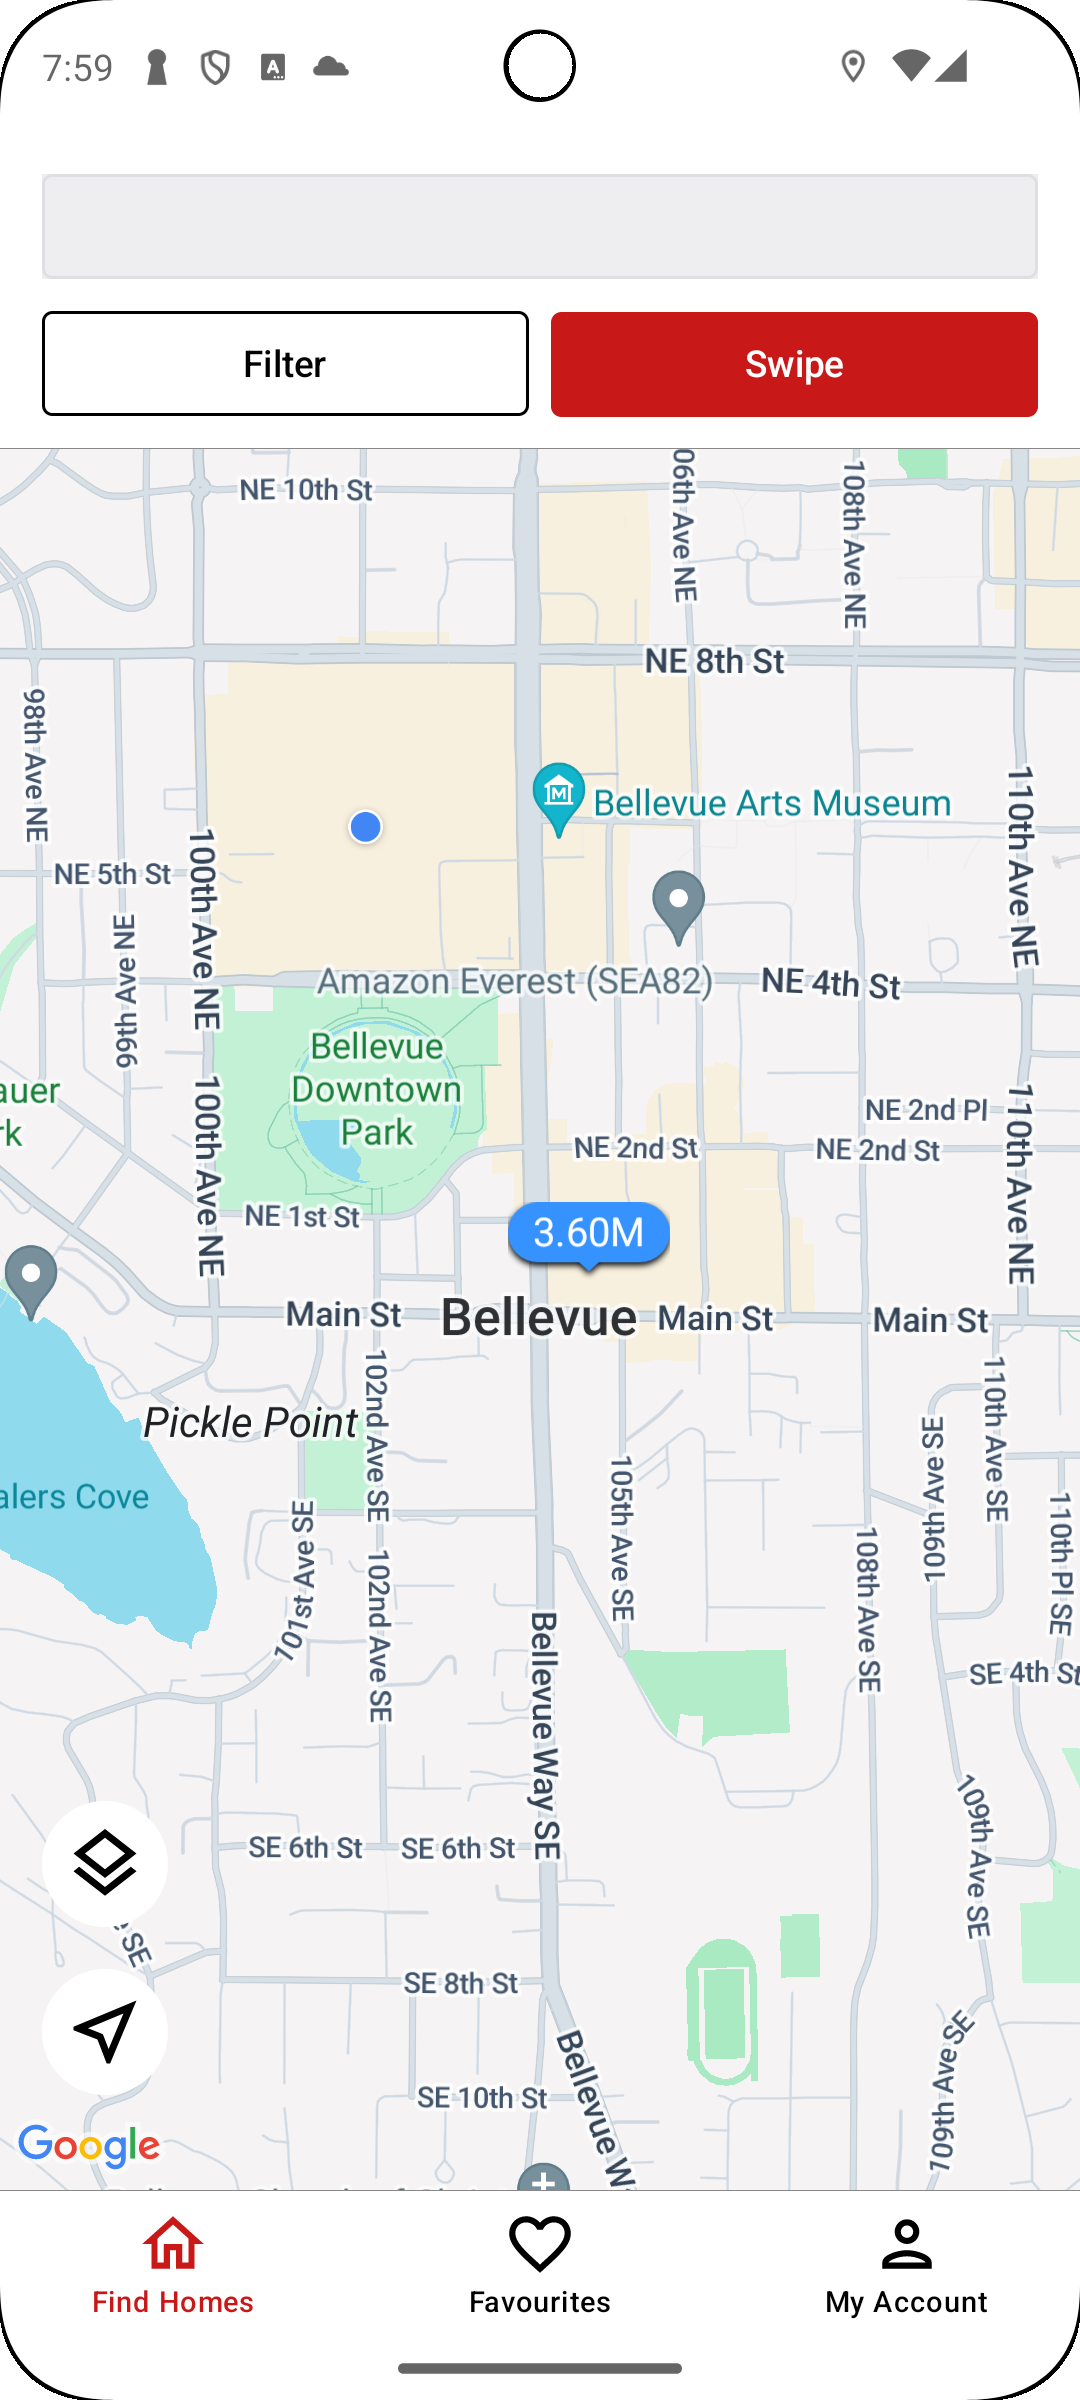 7:59
Filter
Swipe
NE 10th St
06th Ave NE
108th Ave NE
NE 8th St
98th Ave NE
Bellevue Arts Museum
110th Ave NE
100th Ave NE
NE 5th St
99th Ave NE
Amazon Everest (SEA82)
NE 4th St
Bellevue
Downtown
Park
auer
rk
100th Ave NE
NE 2nd Pl
110th Ave NE
NE 2nd St
NE 2nd St
NE 1st St
3.60M
Main St
Bellevue
Main St
Main St
102nd Ave SE
110th Ave SE
Pickle Point
109th Ave SE
105th Ave SE
alers Cove
110th Pl SE
101st Ave SE
108th Ave SE
102nd Ave SE
Bellevue Way SE
SE 4th St
109th Ave SE
SE 6th St
SE 6th St
SE
SE 8th St
109th Ave SE
Bellevue W
SE 10th St
Google
Find Homes
Favourites
My Account